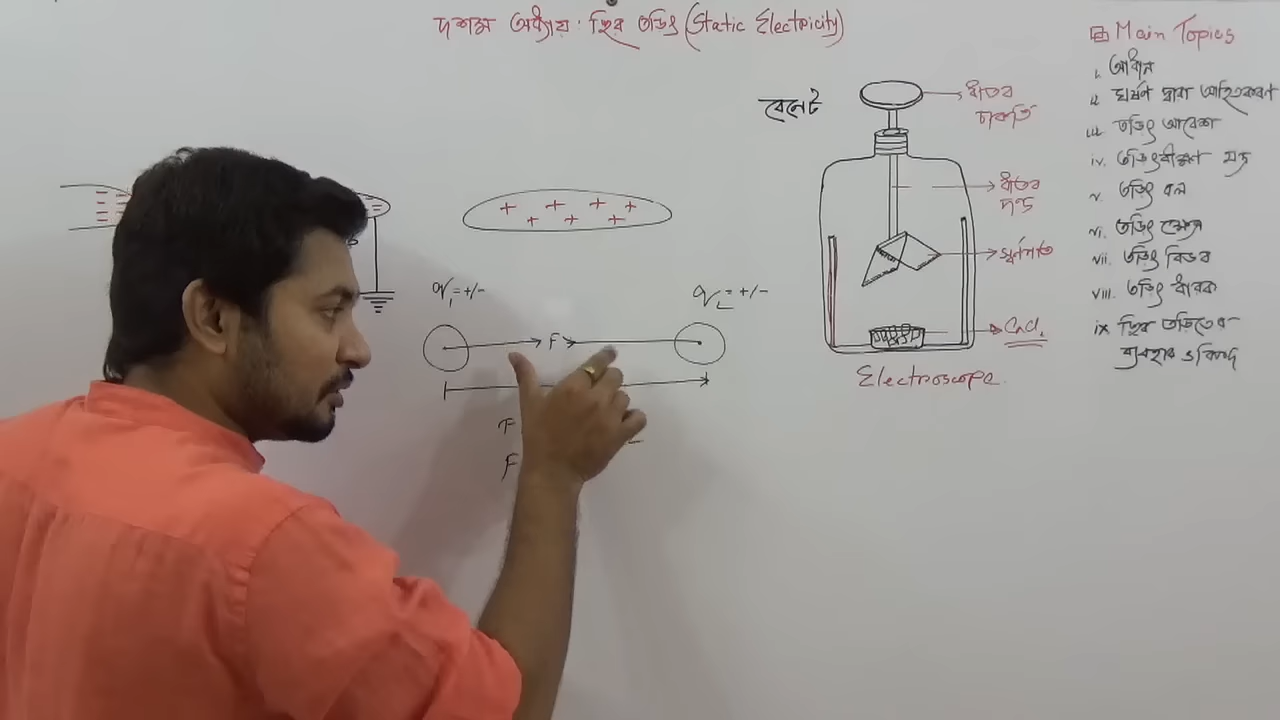 দশম অধ্যায় : স্থির তড়িৎ (Static Electricity)
Main Topics
i. আধান
ii. ঘর্ষণ দ্বারা আহিতকরণ
iii. তড়িৎ আবেশ
iv. তড়িৎবীক্ষণ যন্ত্র
v. তড়িৎ বল
vi. তড়িৎ ক্ষেত্র
vii. তড়িৎ বিভব
viii. তড়িৎ ধারক
ix স্থির তড়িতের
ব্যবহার ও বিপদ
বেনেট
ধাতব
চাকতি
ধাতব
দণ্ড
স্বর্ণপাত
Electroscope
+ + + +
+ + +
q₁ = +/-
q₂ = +/-
F
F
F